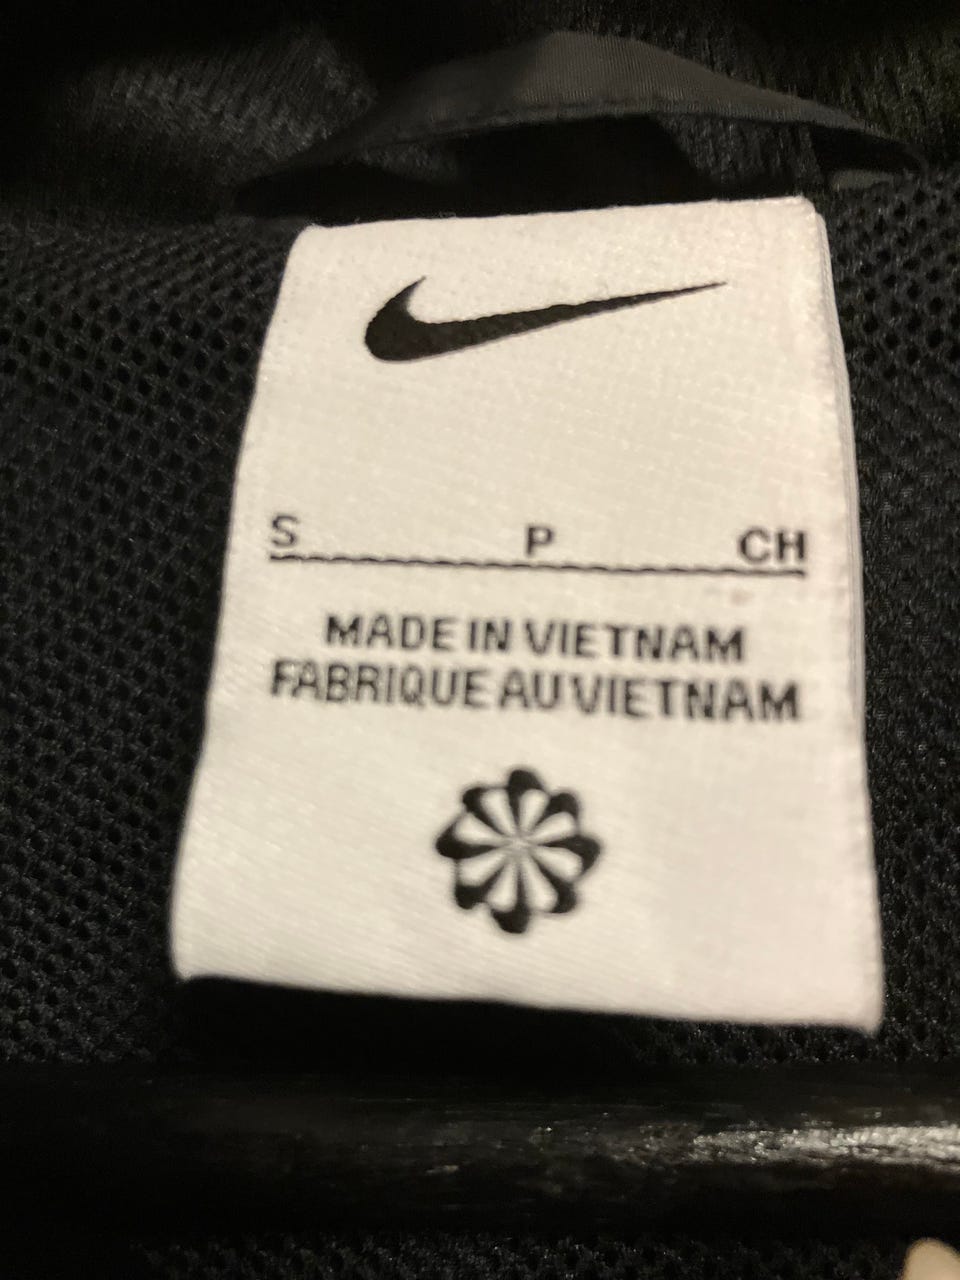 S P CH
MADE IN VIETNAM
FABRIQUE AU VIETNAM